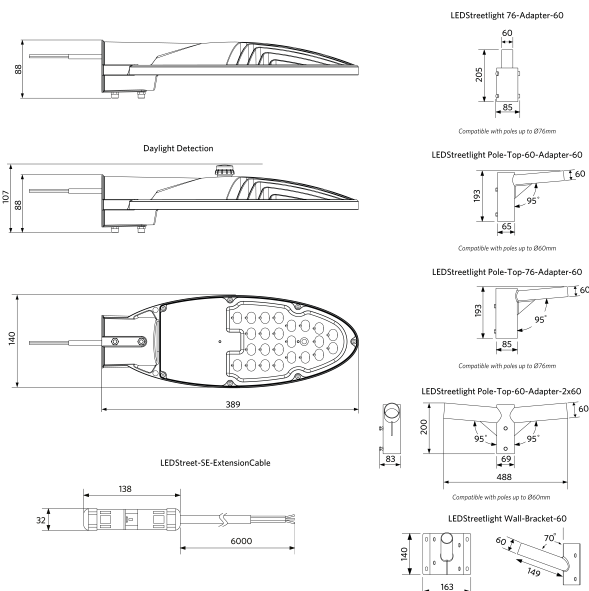 88
Daylight Detection
107
88
140
389
LEDStreet-SE-ExtensionCable
138
32
6000
LEDStreetlight 76-Adapter-60
60
205
85
Compatible with poles up to Ø76mm
LEDStreetlight Pole-Top-60-Adapter-60
60
193
95°
65
Compatible with poles up to Ø60mm
LEDStreetlight Pole-Top-76-Adapter-60
60
193
95°
85
Compatible with poles up to Ø76mm
LEDStreetlight Pole-Top-60-Adapter-2x60
60
200
95° 95°
83 69
488
Compatible with poles up to Ø60mm
LEDStreetlight Wall-Bracket-60
60 70°
140
149
163